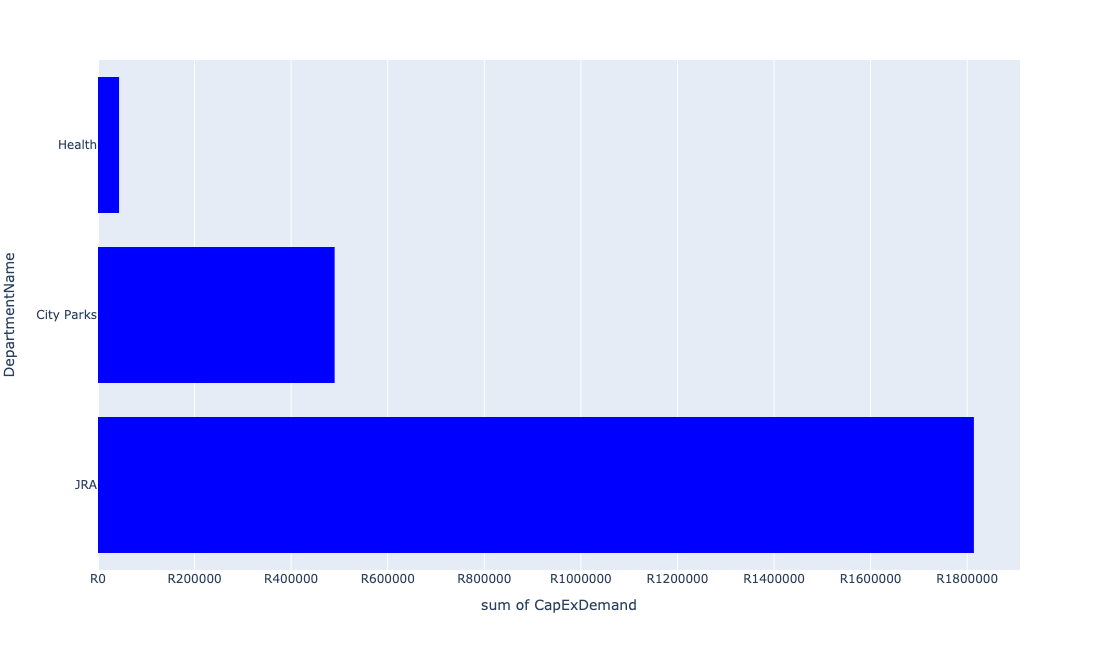 Health
City Parks
JRA
DepartmentName
R0
R200000
R400000
R600000
R800000
R1000000
R1200000
R1400000
R1600000
R1800000
sum of CapExDemand